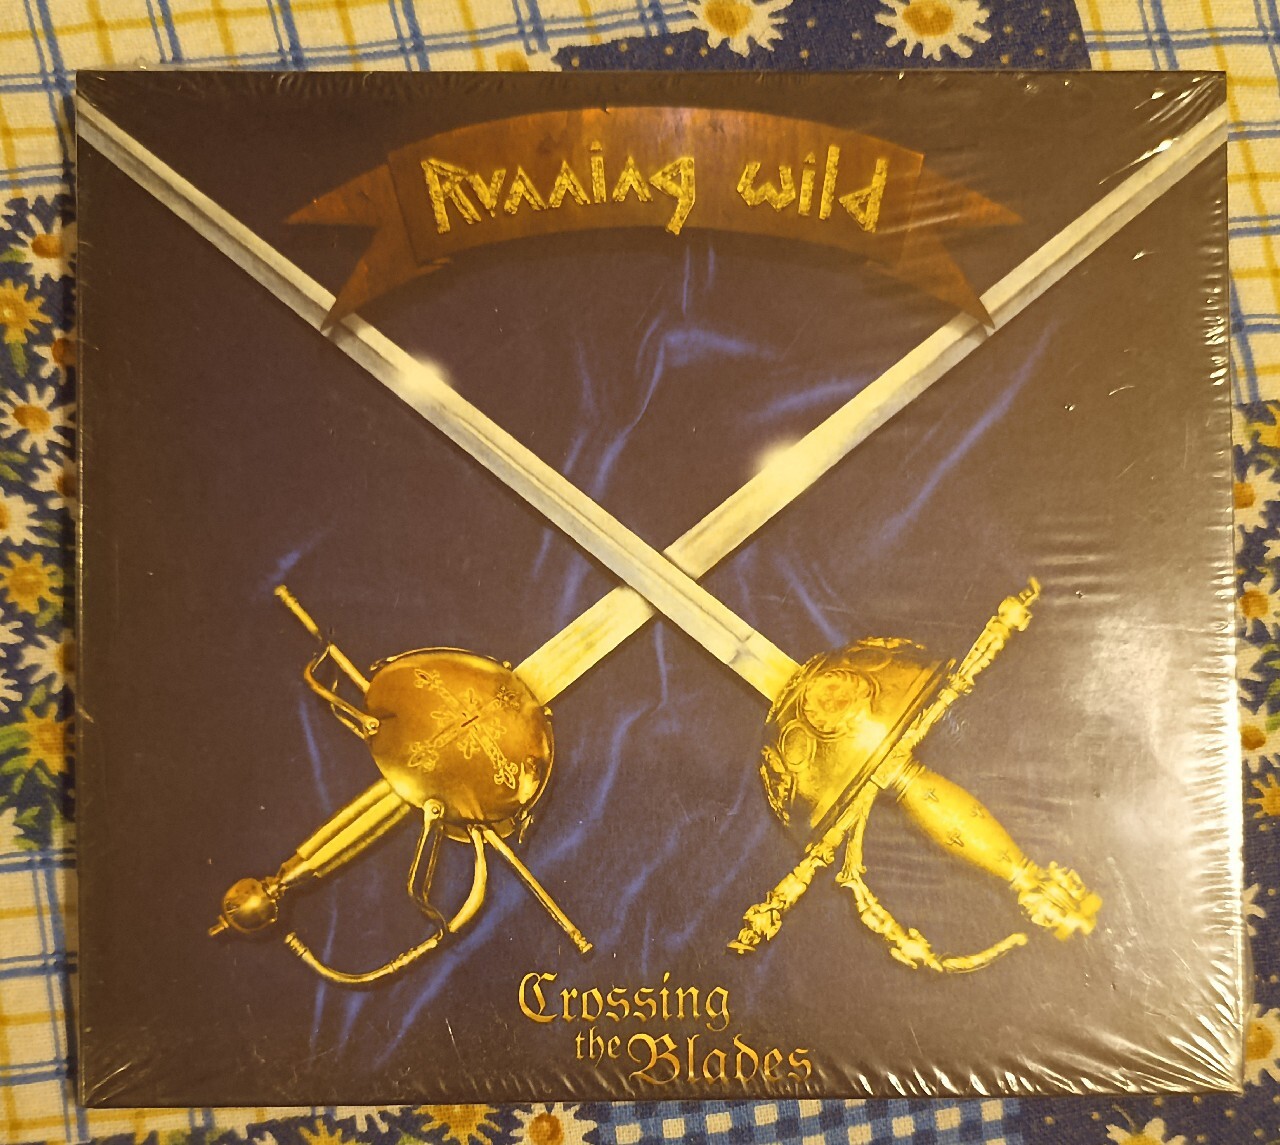 Running Wild
Crossing
the Blades